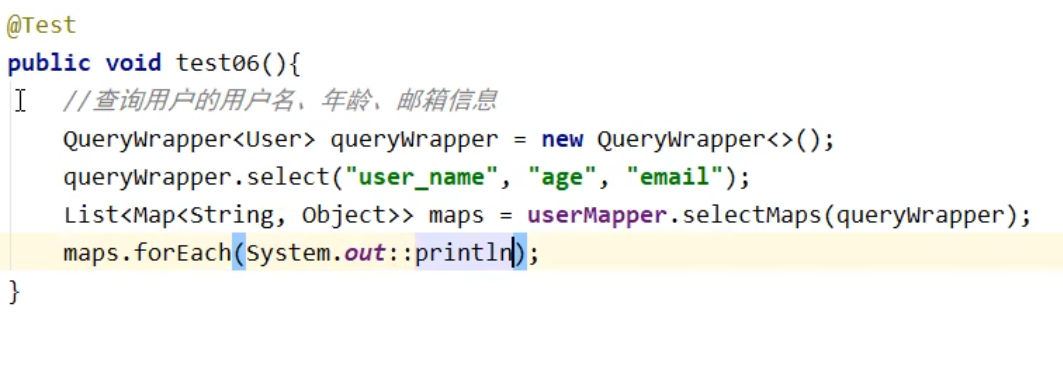 @Test
public void test06(){
//查询用户的用户名、年龄、邮箱信息
QueryWrapper<User> queryWrapper = new QueryWrapper<>();
queryWrapper.select("user_name", "age", "email");
List<Map<String, Object>> maps = userMapper.selectMaps(queryWrapper);
maps.forEach(System.out::println);
}